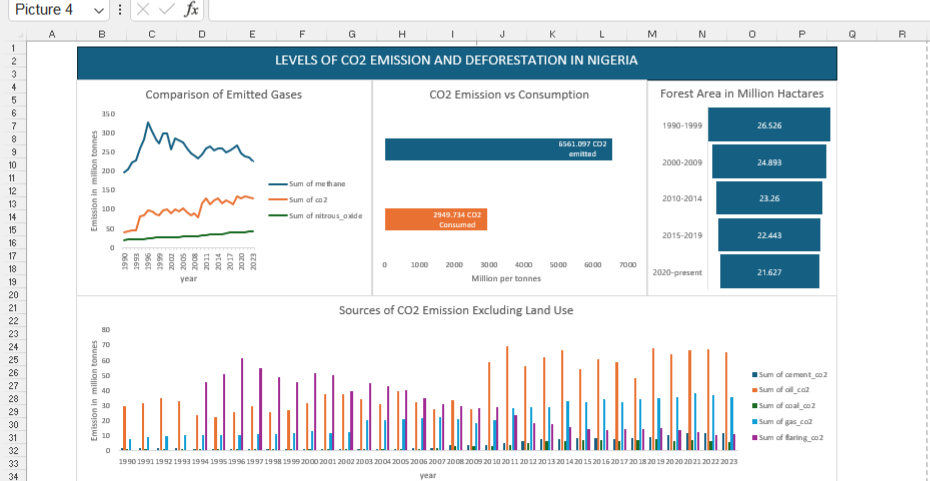 Picture 4
fx
A B C D E F G H I J K L M N O P Q R
1
2
3
4
5
6
7
8
9
10
11
12
13
14
15
16
17
18
19
20
21
22
23
24
25
26
27
28
29
30
31
32
33
34
LEVELS OF CO2 EMISSION AND DEFORESTATION IN NIGERIA
Comparison of Emitted Gases
Emission in million tonnes
350
300
250
200
150
100
50
0
1990 1993 1996 1999 2002 2005 2008 2011 2014 2017 2020 2023
year
Sum of methane
Sum of co2
Sum of nitrous_oxide
CO2 Emission vs Consumption
6561.097 CO2
emitted
2949.734 CO2
Consumed
0 1000 2000 3000 4000 5000 6000 7000
Million per tonnes
Forest Area in Million Hactares
1990-1999 26.526
2000-2009 24.893
2010-2014 23.26
2015-2019 22.443
2020-present 21.627
Sources of CO2 Emission Excluding Land Use
Emission in million tonnes
80
70
60
50
40
30
20
10
0
1990 1991 1992 1993 1994 1995 1996 1997 1998 1999 2000 2001 2002 2003 2004 2005 2006 2007 2008 2009 2010 2011 2012 2013 2014 2015 2016 2017 2018 2019 2020 2021 2022 2023
year
Sum of cement_co2
Sum of oil_co2
Sum of coal_co2
Sum of gas_co2
Sum of flaring_co2